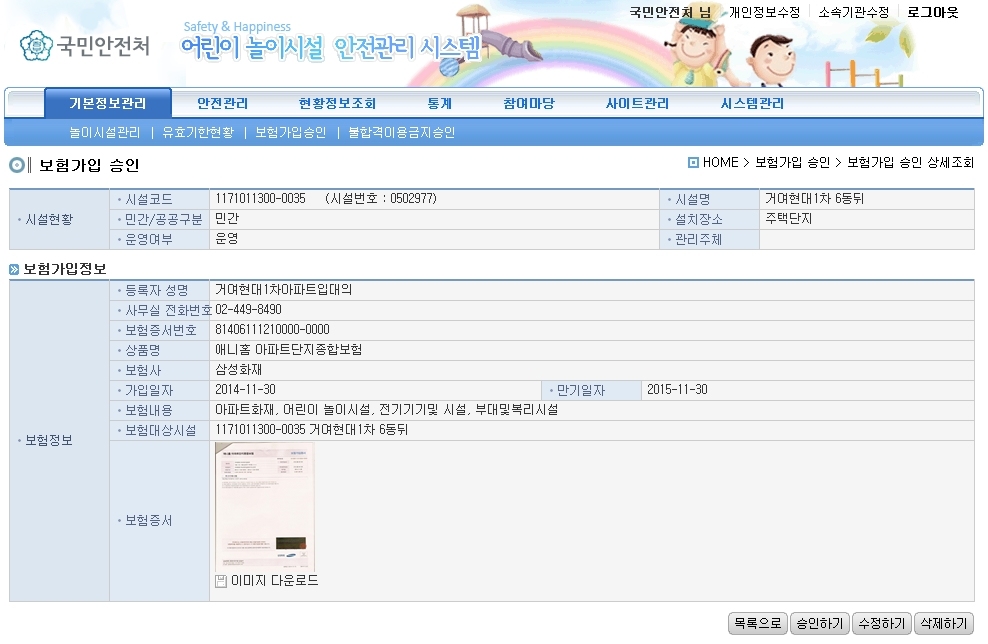 국민안전처 님 개인정보수정 소속기관수정 로그아웃
국민안전처
Safety & Happiness
어린이 놀이시설 안전관리 시스템
기본정보관리 안전관리 현황정보조회 통계 참여마당 사이트관리 시스템관리
놀이시설관리 | 유효기한현황 | 보험가입승인 | 불합격이용금지승인
보험가입 승인
HOME > 보험가입 승인 > 보험가입 승인 상세조회
시설현황
시설코드 1171011300-0035 (시설번호 : 0502977) 시설명 거여현대1차 6동뒤
민간/공공구분 민간 설치장소 주택단지
운영여부 운영 관리주체
보험가입정보
보험정보
등록자 성명 거여현대1차아파트입대의
사무실 전화번호 02-449-8490
보험증서번호 81406111210000-0000
상품명 애니홈 아파트단지종합보험
보험사 삼성화재
가입일자 2014-11-30 만기일자 2015-11-30
보험내용 아파트화재, 어린이 놀이시설, 전기기기및 시설, 부대및복리시설
보험대상시설 1171011300-0035 거여현대1차 6동뒤
보험증서
이미지 다운로드
목록으로 승인하기 수정하기 삭제하기